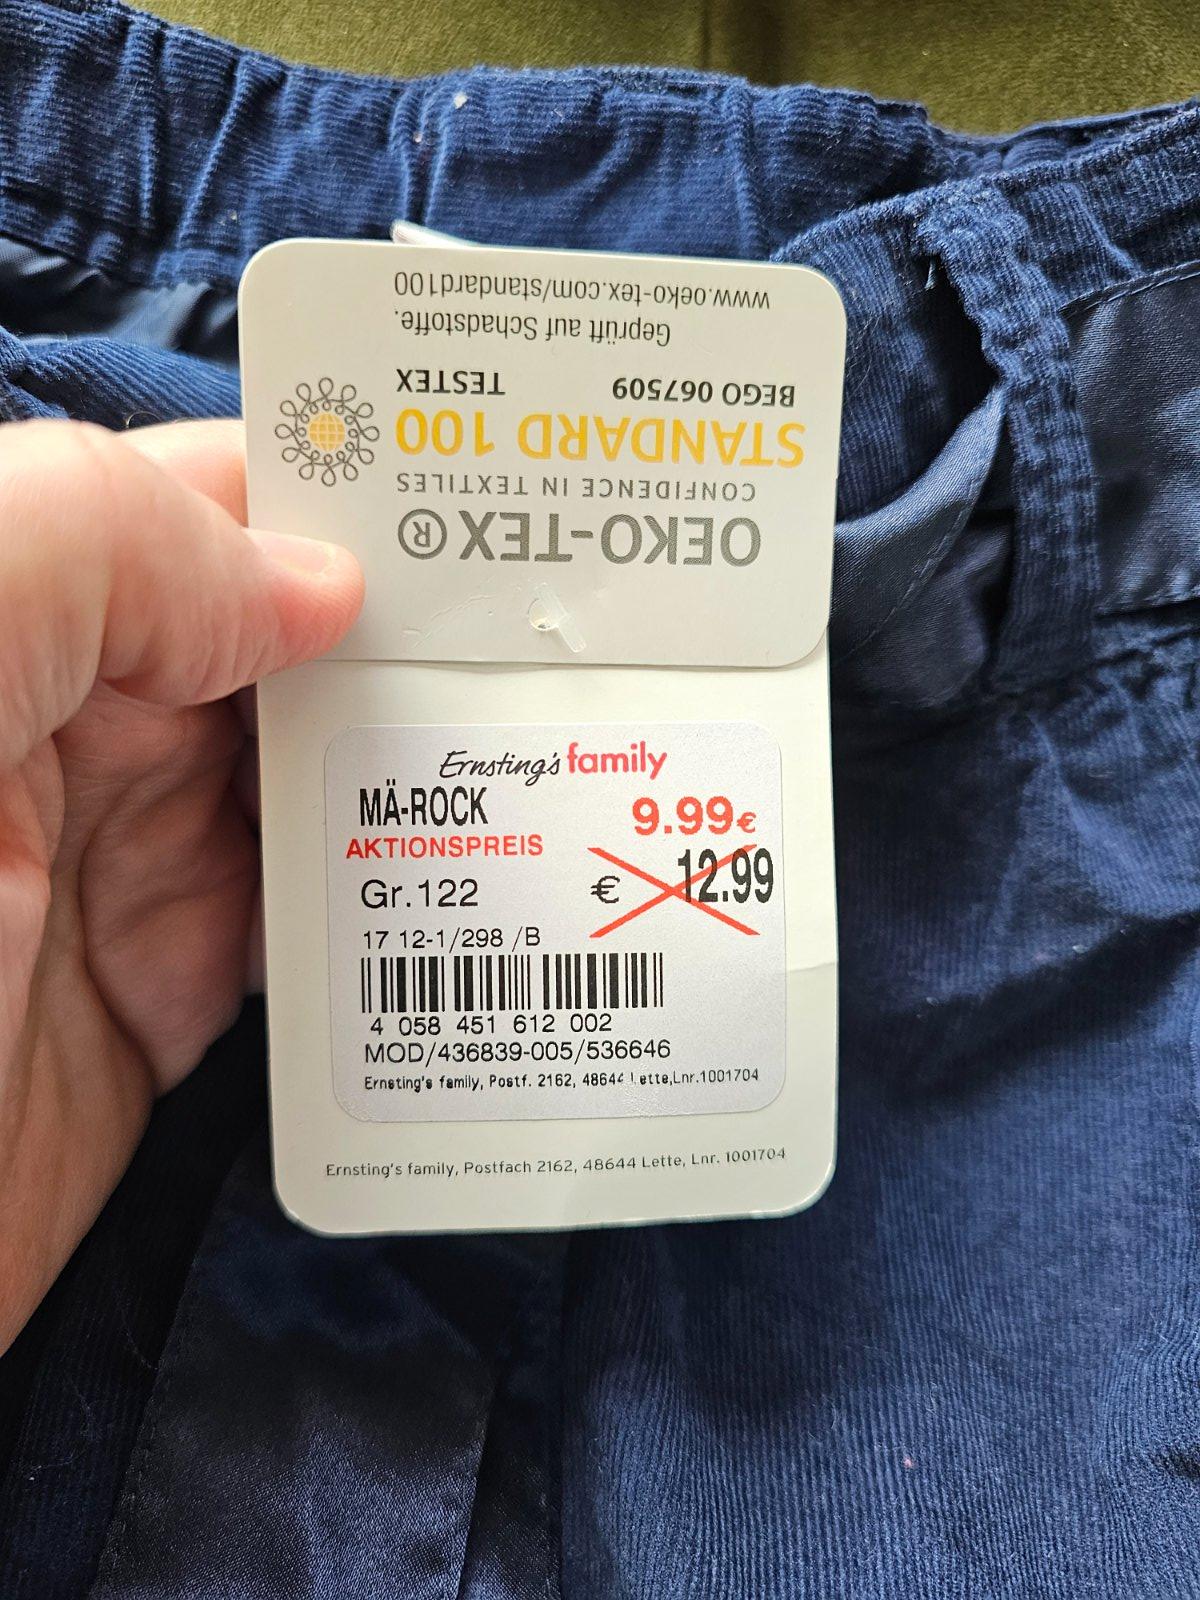 OEKO-TEX®
CONFIDENCE IN TEXTILES
STANDARD 100
BEGO 067509 TESTEX
Geprüft auf Schadstoffe.
www.oeko-tex.com/standard100
Ernsting's family
MÄ-ROCK 9.99€
AKTIONSPREIS
Gr.122 € 12.99
17 12-1/298 /B
4 058 451 612 002
MOD/436839-005/536646
Ernsting's family, Postf. 2162, 48644 Lette,Lnr.1001704
Ernsting's family, Postfach 2162, 48644 Lette, Lnr. 1001704